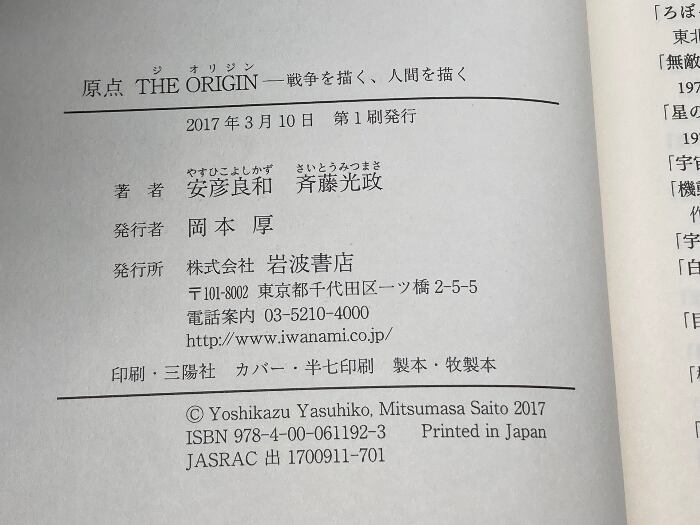 ジ オリジン
原点 THE ORIGIN──戦争を描く、人間を描く
2017年3月10日 第1刷発行
やすひこよしかず さいとうみつまさ
著者 安彦良和 斉藤光政
発行者 岡本 厚
発行所 株式会社 岩波書店
〒101-8002 東京都千代田区一ツ橋2-5-5
電話案内 03-5210-4000
http://www.iwanami.co.jp/
印刷・三陽社 カバー・半七印刷 製本・牧製本
© Yoshikazu Yasuhiko, Mitsumasa Saito 2017
ISBN 978-4-00-061192-3 Printed in Japan
JASRAC 出 1700911-701
「ろぼ
東北
「無敵
197
「星の
19
「宇宙
「機動
作
「宇
「白
「目